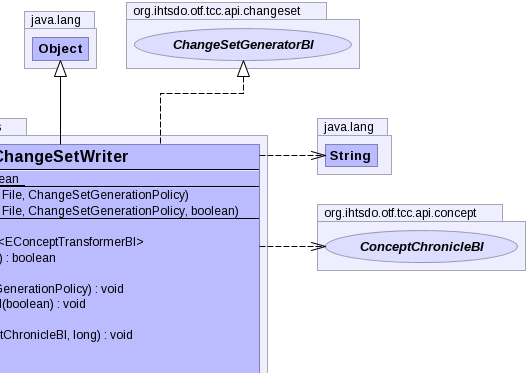 java.lang
Object
org.ihtsdo.otf.tcc.api.changeset
ChangeSetGeneratorBI
s
ChangeSetWriter
ean
File, ChangeSetGenerationPolicy)
File, ChangeSetGenerationPolicy, boolean)
<EConceptTransformerBI>
) : boolean
GenerationPolicy) : void
l(boolean) : void
tChronicleBI, long) : void
java.lang
String
org.ihtsdo.otf.tcc.api.concept
ConceptChronicleBI